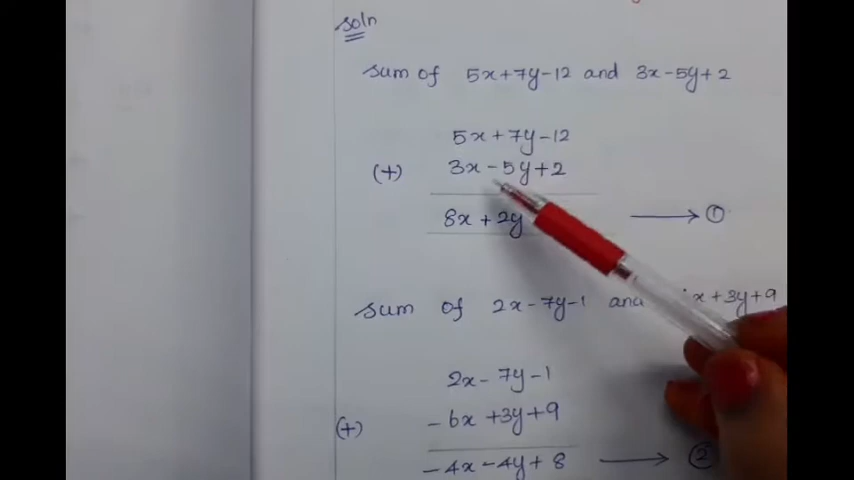 soln
sum of 5x+7y-12 and 3x-5y+2
5x+7y-12
(+) 3x-5y+2
8x+2y → ①
sum of 2x-7y-1 and x+3y+9
2x-7y-1
(+) -6x+3y+9
-4x-4y+8 → ②